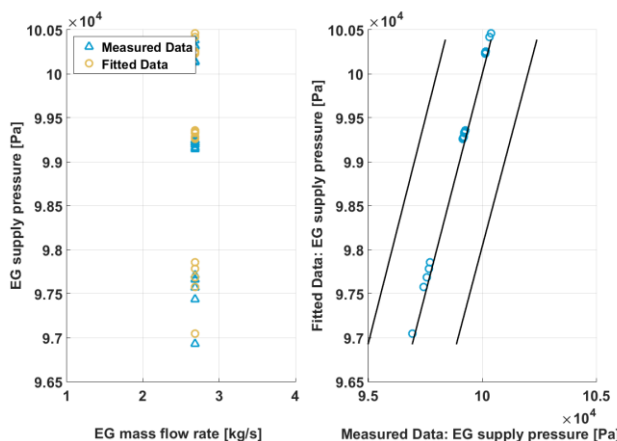 ×10⁴
10.05
10
9.95
9.9
9.85
9.8
9.75
9.7
9.65
EG supply pressure [Pa]
Measured Data
Fitted Data
1 2 3 4
EG mass flow rate [kg/s]
×10⁴
10.05
10
9.95
9.9
9.85
9.8
9.75
9.7
9.65
Fitted Data: EG supply pressure [Pa]
9.5 10 10.5
×10⁴
Measured Data: EG supply pressure [Pa]